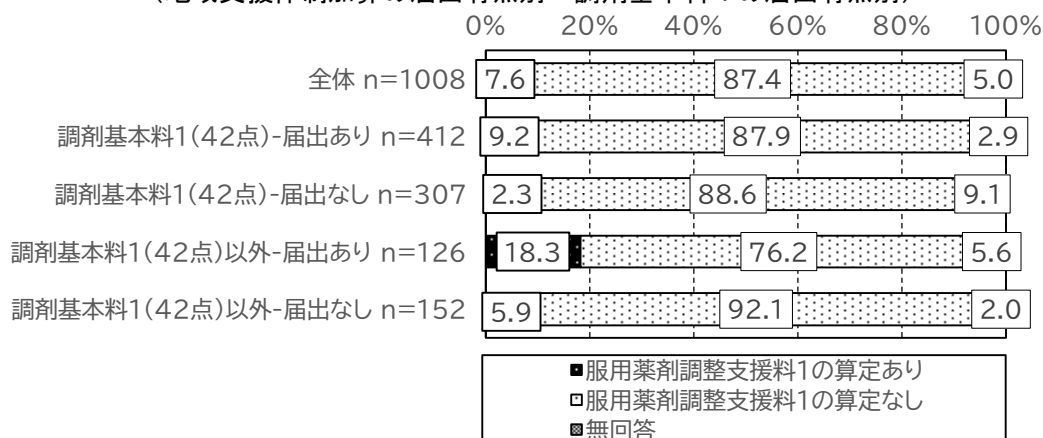 (地域支援体制加算の届出有無別・調剤基本料1の届出有無別)
0% 20% 40% 60% 80% 100%
全体 n=1008 7.6 87.4 5.0
調剤基本料1(42点)-届出あり n=412 9.2 87.9 2.9
調剤基本料1(42点)-届出なし n=307 2.3 88.6 9.1
調剤基本料1(42点)以外-届出あり n=126 18.3 76.2 5.6
調剤基本料1(42点)以外-届出なし n=152 5.9 92.1 2.0
服用薬剤調整支援料1の算定あり
服用薬剤調整支援料1の算定なし
無回答